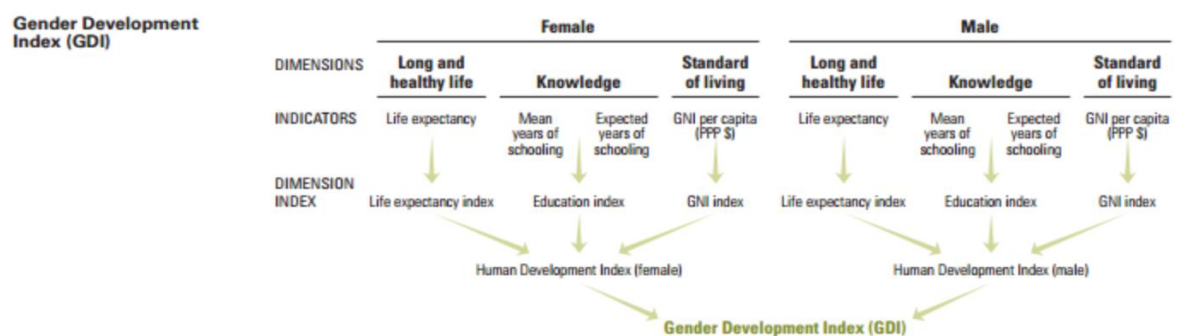 Gender Development
Index (GDI)
Female
Male
DIMENSIONS
Long and
healthy life
Knowledge
Standard
of living
Long and
healthy life
Knowledge
Standard
of living
INDICATORS
Life expectancy
Mean
years of
schooling
Expected
years of
schooling
GNI per capita
(PPP $)
Life expectancy
Mean
years of
schooling
Expected
years of
schooling
GNI per capita
(PPP $)
DIMENSION
INDEX
Life expectancy index
Education index
GNI index
Life expectancy index
Education index
GNI index
Human Development Index (female)
Human Development Index (male)
Gender Development Index (GDI)